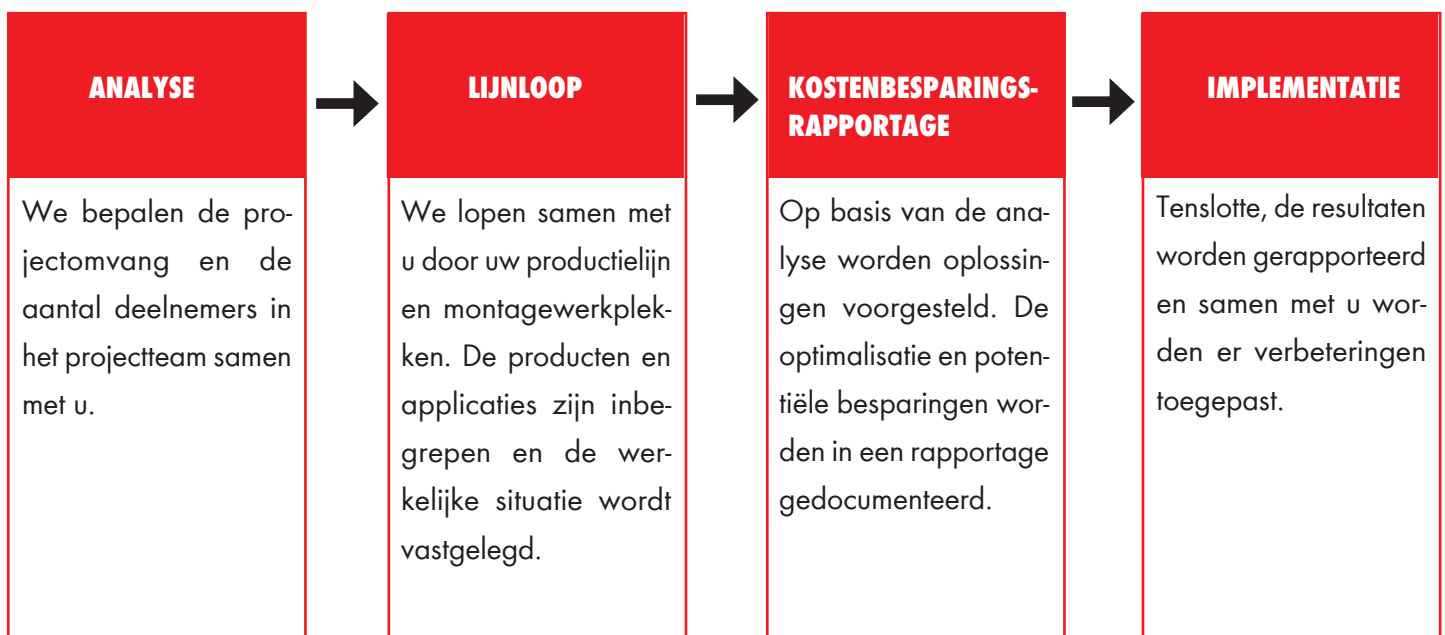 ANALYSE
We bepalen de pro-
jectomvang en de
aantal deelnemers in
het projectteam samen
met u.
LIJNLOOP
We lopen samen met
u door uw productielijn
en montagewerkplek-
ken. De producten en
applicaties zijn inbe-
grepen en de wer-
kelijke situatie wordt
vastgelegd.
KOSTENBESPARINGS-
RAPPORTAGE
Op basis van de ana-
lyse worden oplossin-
gen voorgesteld. De
optimalisatie en poten-
tiële besparingen wor-
den in een rapportage
gedocumenteerd.
IMPLEMENTATIE
Tenslotte, de resultaten
worden gerapporteerd
en samen met u wor-
den er verbeteringen
toegepast.